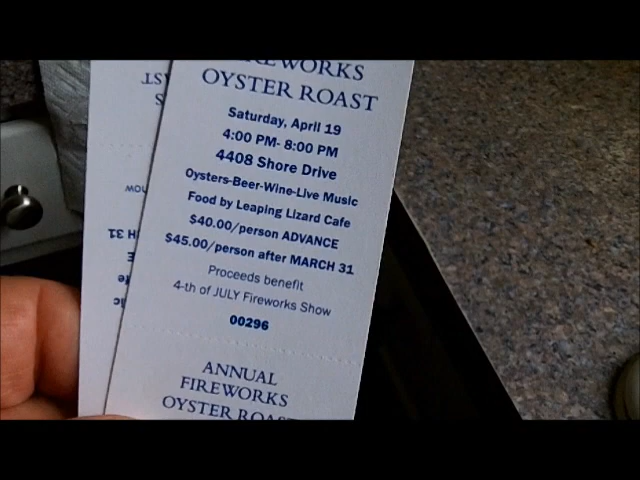 FIREWORKS
OYSTER ROAST
Saturday, April 19
4:00 PM- 8:00 PM
4408 Shore Drive
Oysters-Beer-Wine-Live Music
Food by Leaping Lizard Cafe
$40.00/person ADVANCE
$45.00/person after MARCH 31
Proceeds benefit
4-th of JULY Fireworks Show
00296
ANNUAL
FIREWORKS
OYSTER ROAST